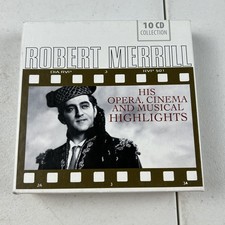 10 CD
COLLECTION
ROBERT MERRILL
HIS
OPERA, CINEMA
AND MUSICAL
HIGHLIGHTS